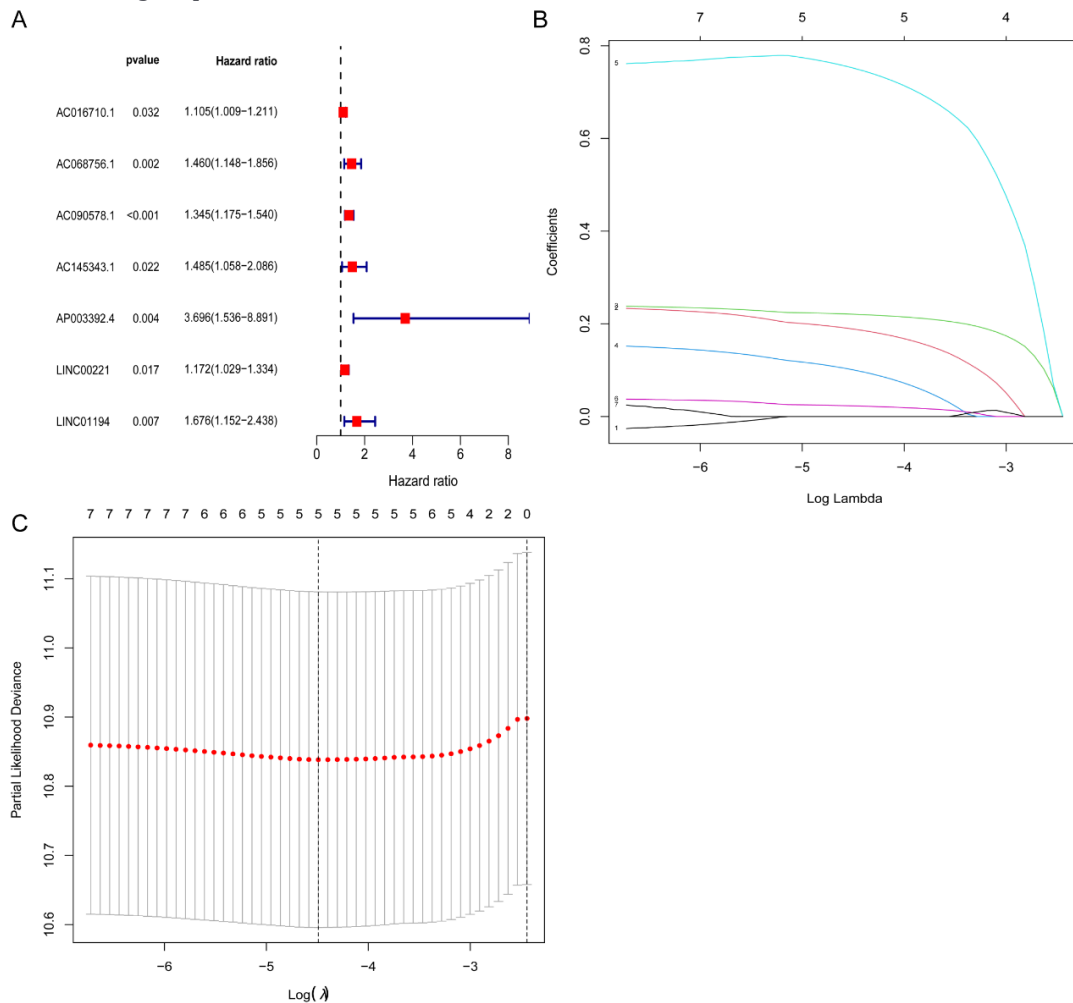 A
pvalue Hazard ratio
AC016710.1 0.032 1.105(1.009−1.211)
AC068756.1 0.002 1.460(1.148−1.856)
AC090578.1 <0.001 1.345(1.175−1.540)
AC145343.1 0.022 1.485(1.058−2.086)
AP003392.4 0.004 3.696(1.536−8.891)
LINC00221 0.017 1.172(1.029−1.334)
LINC01194 0.007 1.676(1.152−2.438)
0 2 4 6 8
Hazard ratio
B
7 5 5 4
0.8
0.6
0.4
0.2
0.0
Coefficients
5
3
2
4
6
7
1
−6 −5 −4 −3
Log Lambda
C
7 7 7 7 7 7 6 6 6 5 5 5 5 5 5 5 5 5 6 5 4 2 2 0
11.1
11.0
10.9
10.8
10.7
10.6
Partial Likelihood Deviance
−6 −5 −4 −3
Log(λ)